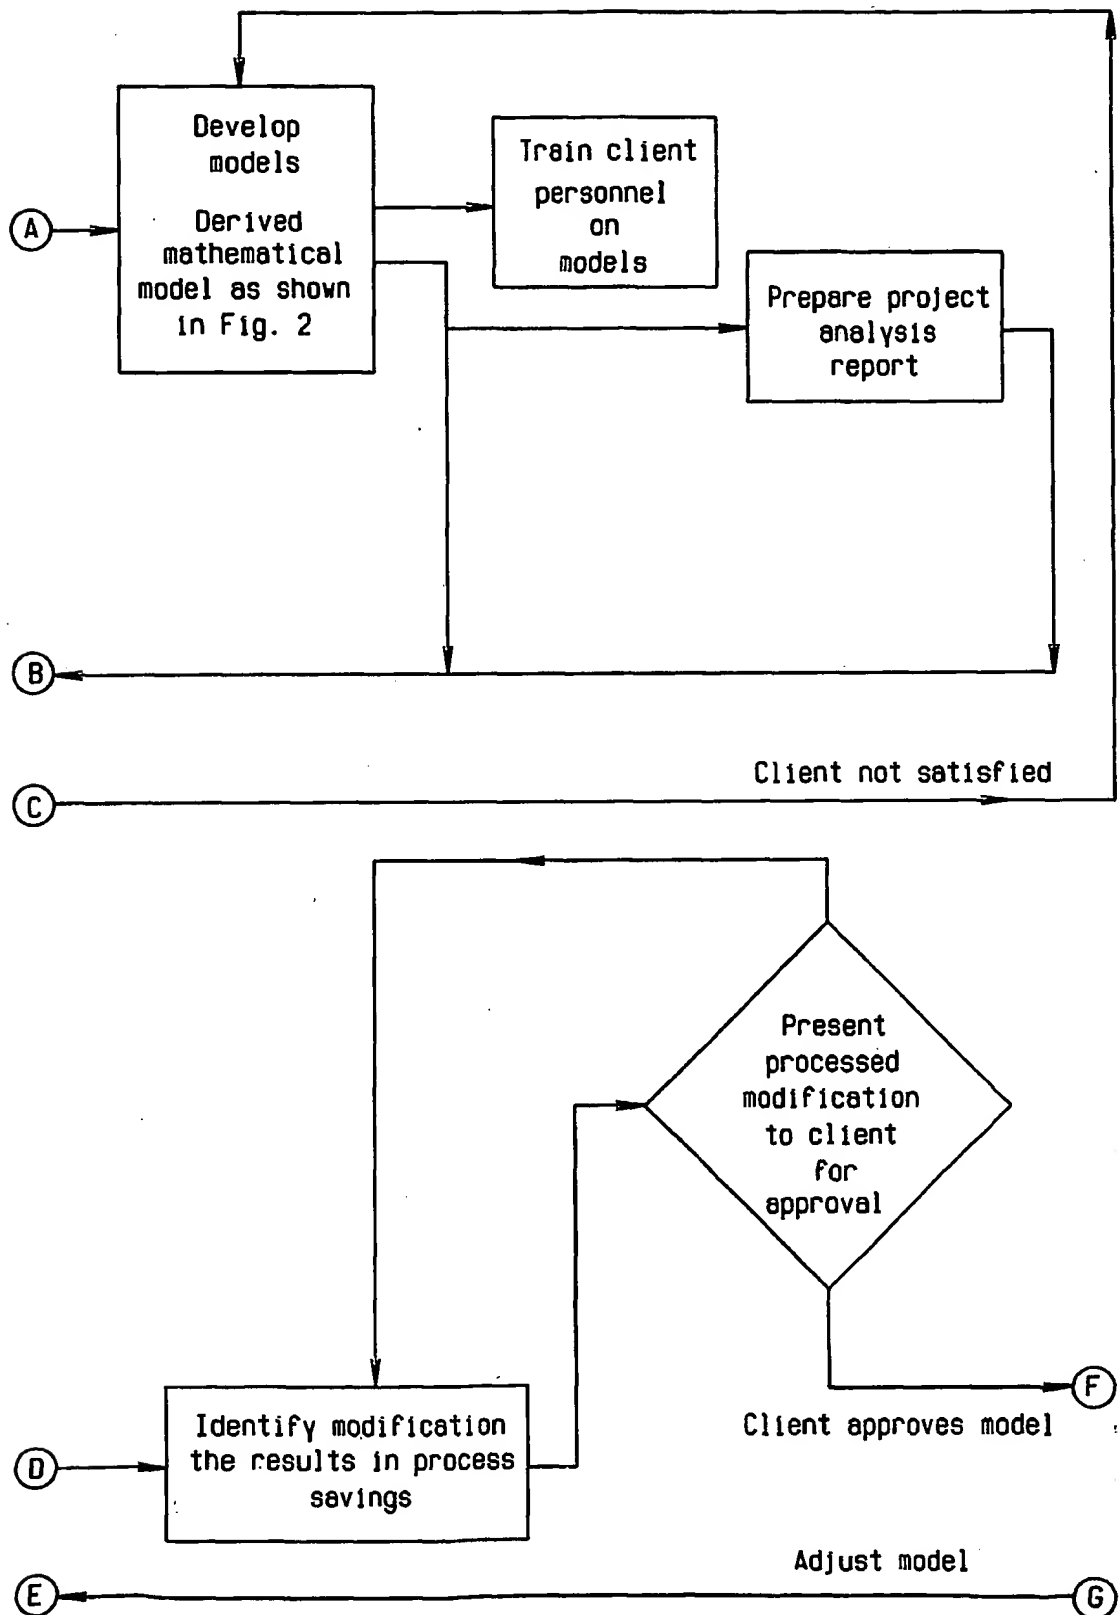 Develop
models
Derived
mathematical
model as shown
in Fig. 2
Train client
personnel
on
models
A
Prepare project
analysis
report
B
Client not satisfied
C
Present
processed
modification
to client
for
approval
F
Client approves model
Identify modification
the results in process
savings
D
Adjust model
E
G